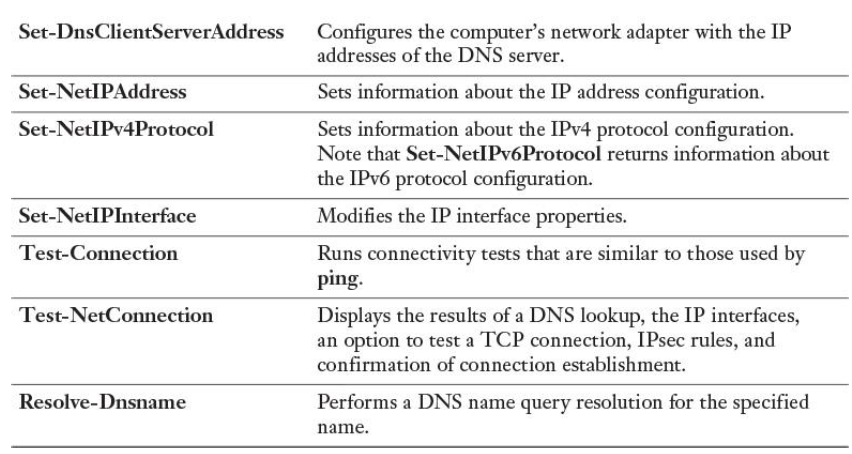 Set-DnsClientServerAddress Configures the computer's network adapter with the IP
addresses of the DNS server.
Set-NetIPAddress Sets information about the IP address configuration.
Set-NetIPv4Protocol Sets information about the IPv4 protocol configuration.
Note that Set-NetIPv6Protocol returns information about
the IPv6 protocol configuration.
Set-NetIPInterface Modifies the IP interface properties.
Test-Connection Runs connectivity tests that are similar to those used by
ping.
Test-NetConnection Displays the results of a DNS lookup, the IP interfaces,
an option to test a TCP connection, IPsec rules, and
confirmation of connection establishment.
Resolve-Dnsname Performs a DNS name query resolution for the specified
name.